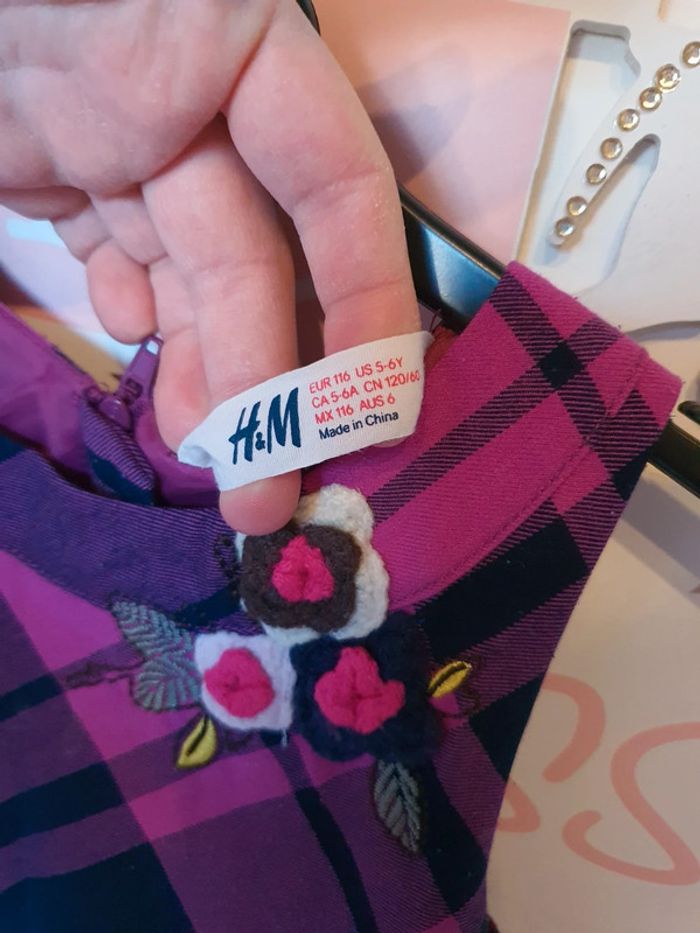 H&M
EUR 116 US 5-6Y
CA 5-6A CN 120/60
MX 116 AUS 6
Made in China